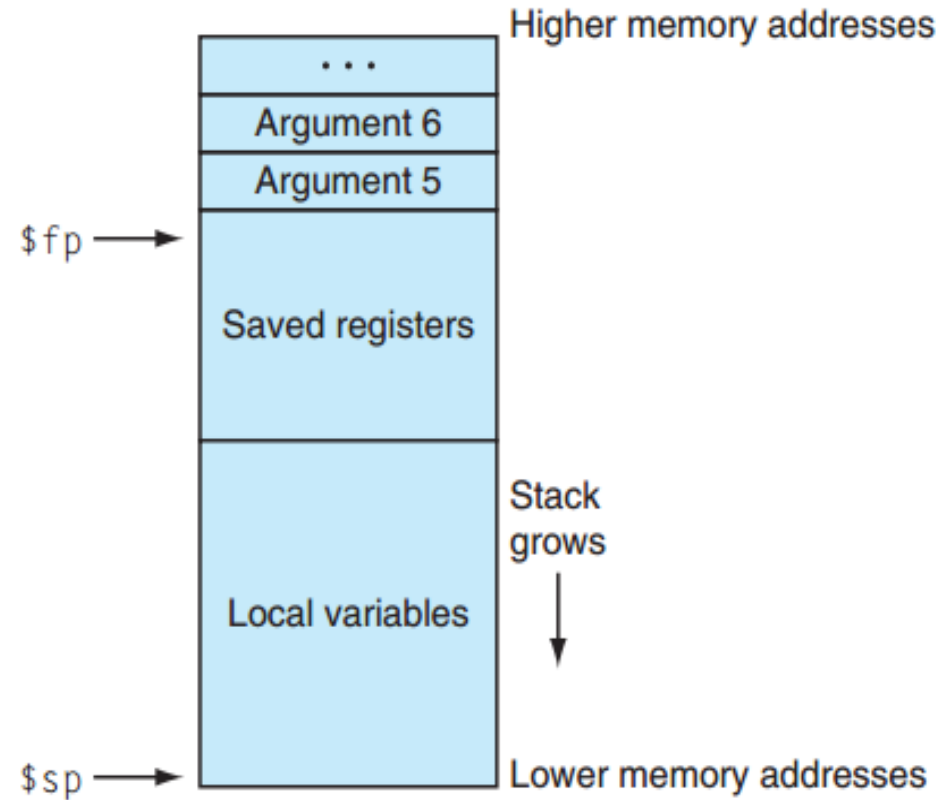 Higher memory addresses
...
Argument 6
Argument 5
$fp
Saved registers
Stack
grows
Local variables
$sp
Lower memory addresses